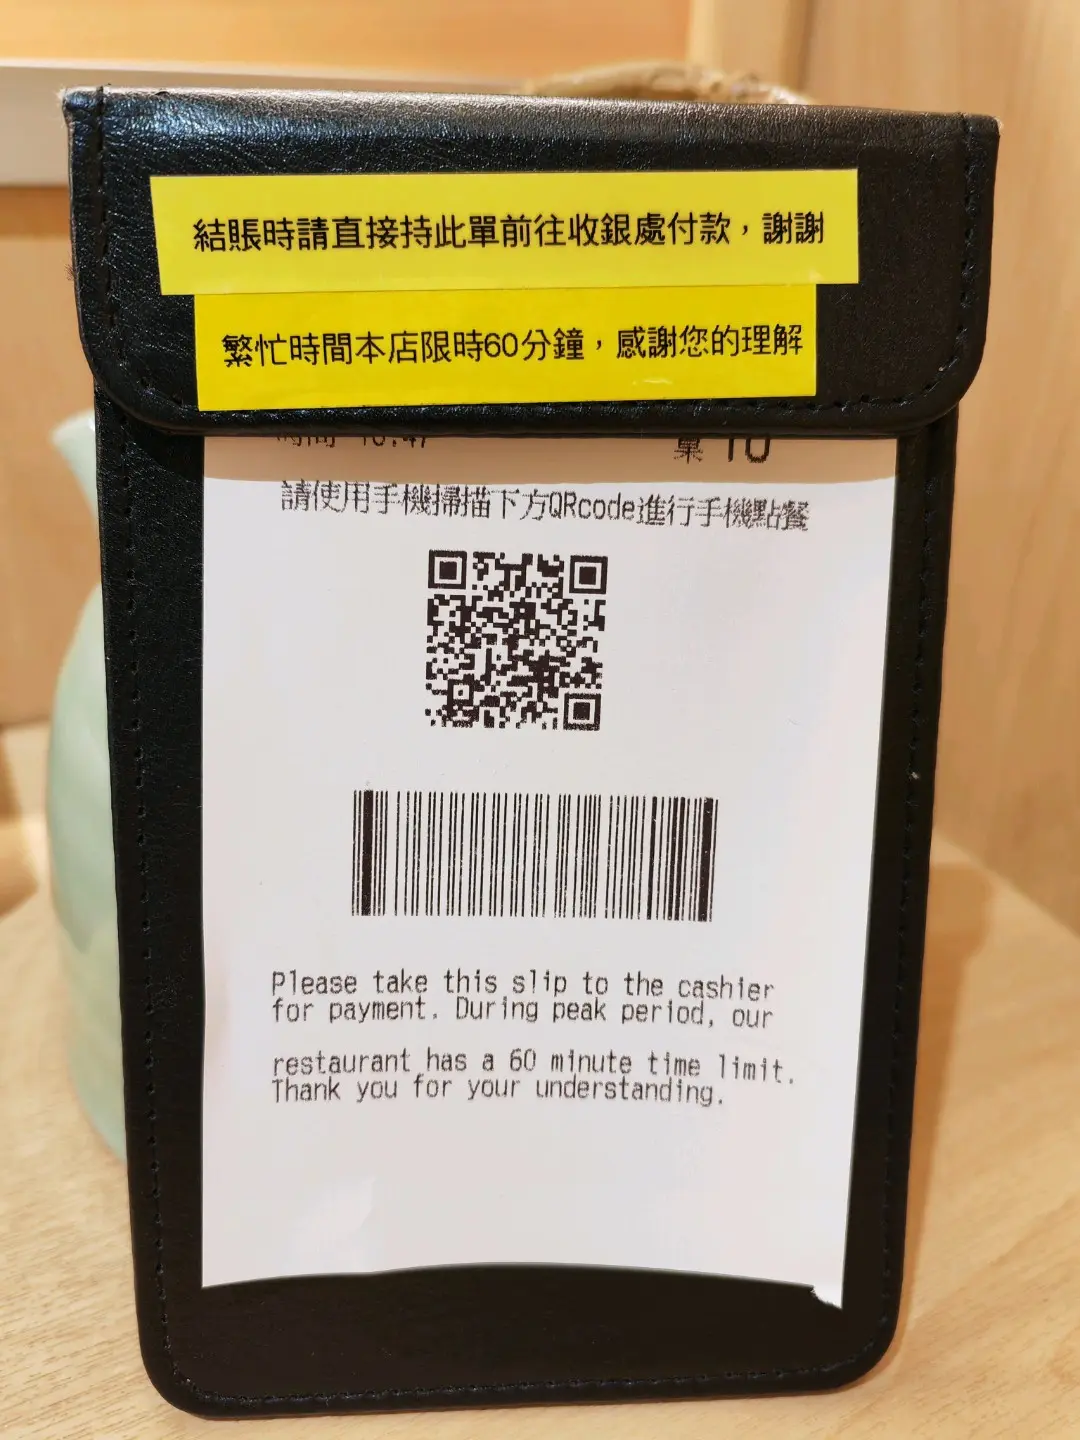 結賬時請直接持此單前往收銀處付款，謝謝
繁忙時間本店限時60分鐘，感謝您的理解
請使用手機掃描下方QRcode進行手機點餐
Please take this slip to the cashier
for payment. During peak period, our
restaurant has a 60 minute time limit.
Thank you for your understanding.